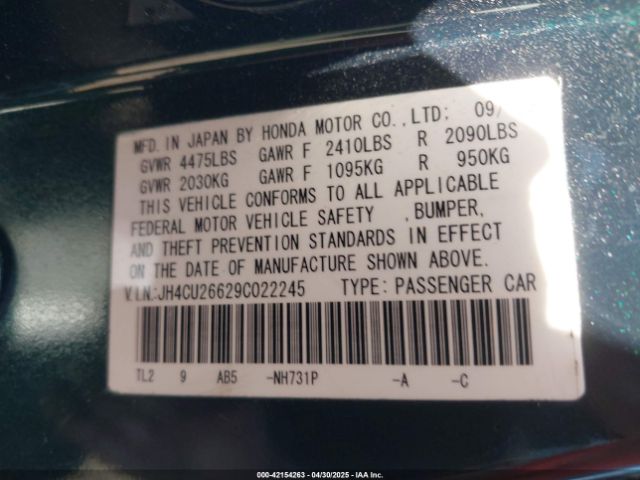 MFD. IN JAPAN BY HONDA MOTOR CO.,LTD: 09/
GVWR 4475LBS GAWR F 2410LBS R 2090LBS
GVWR 2030KG GAWR F 1095KG R 950KG
THIS VEHICLE CONFORMS TO ALL APPLICABLE
FEDERAL MOTOR VEHICLE SAFETY ,BUMPER,
AND THEFT PREVENTION STANDARDS IN EFFECT
ON THE DATE OF MANUFACTURE SHOWN ABOVE.
V.I.N.:JH4CU26629C022245 TYPE: PASSENGER CAR
TL2 9 AB5 -NH731P -A -C
000-42154263 - 04/30/2025 - IAA Inc.